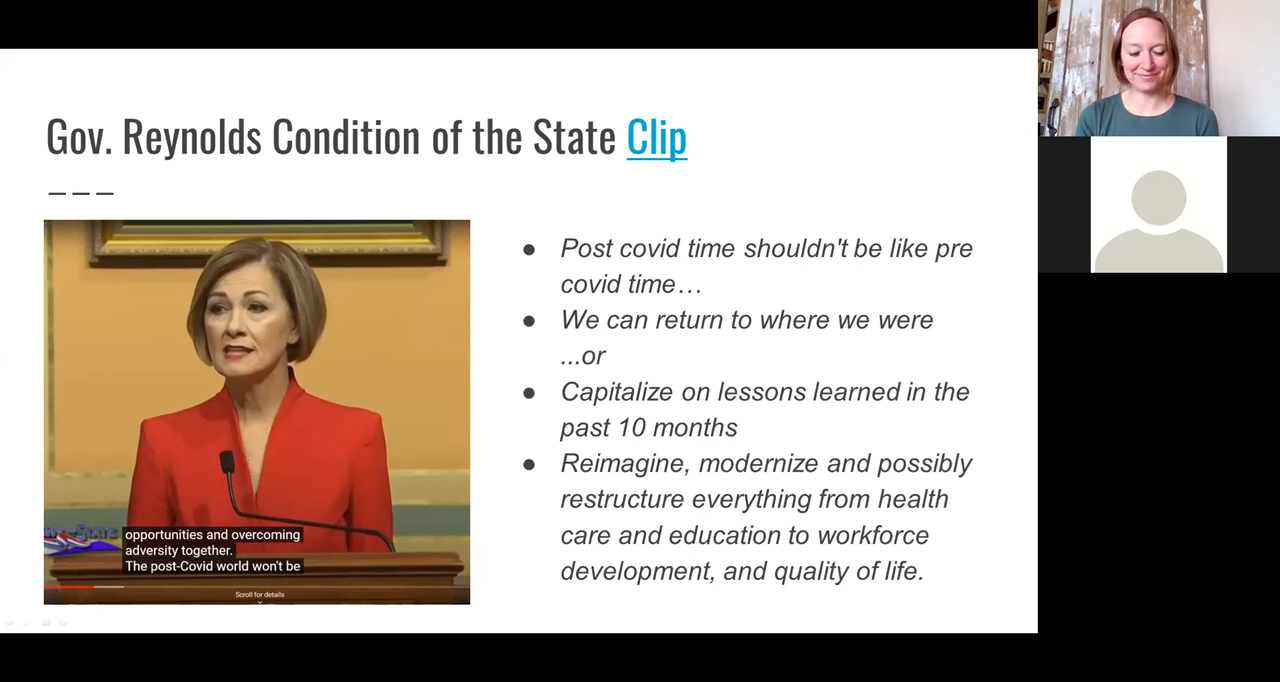 Gov. Reynolds Condition of the State Clip
● Post covid time shouldn't be like pre
covid time…
● We can return to where we were
...or
● Capitalize on lessons learned in the
past 10 months
● Reimagine, modernize and possibly
restructure everything from health
care and education to workforce
development, and quality of life.
State
opportunities and overcoming
adversity together.
The post-Covid world won't be
Scroll for details